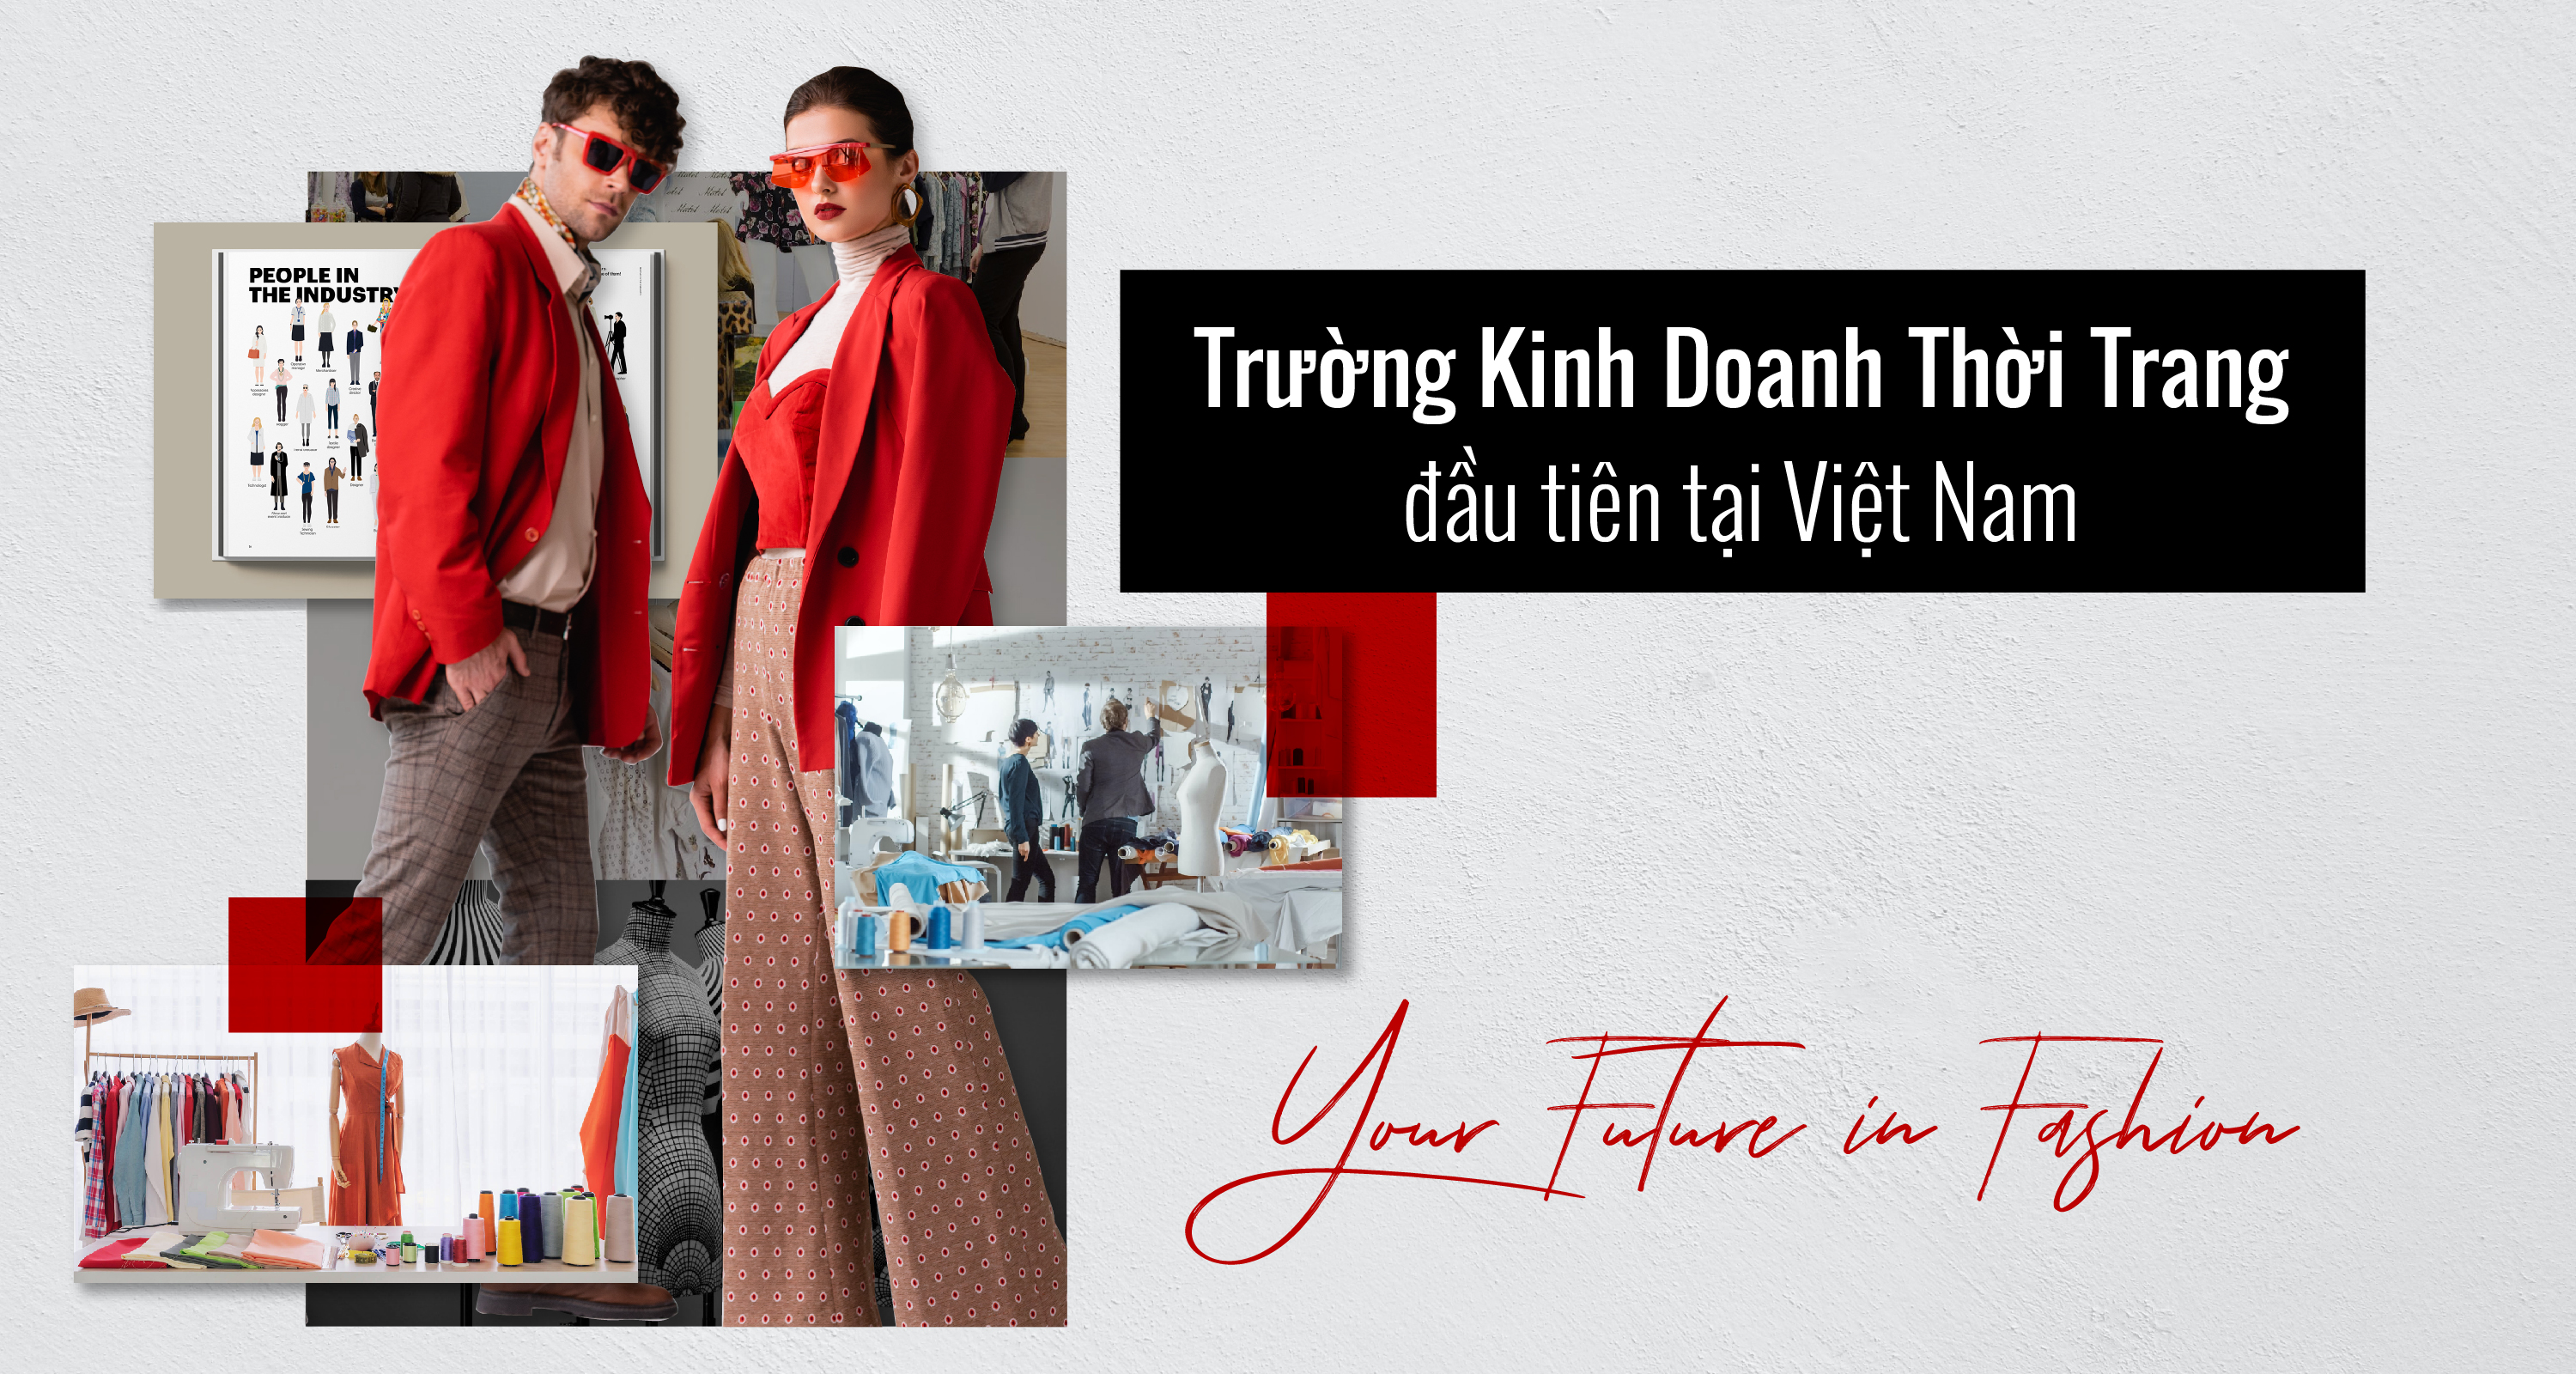 PEOPLE IN
THE INDUSTRY
Trường Kinh Doanh Thời Trang
đầu tiên tại Việt Nam
Your Future in Fashion